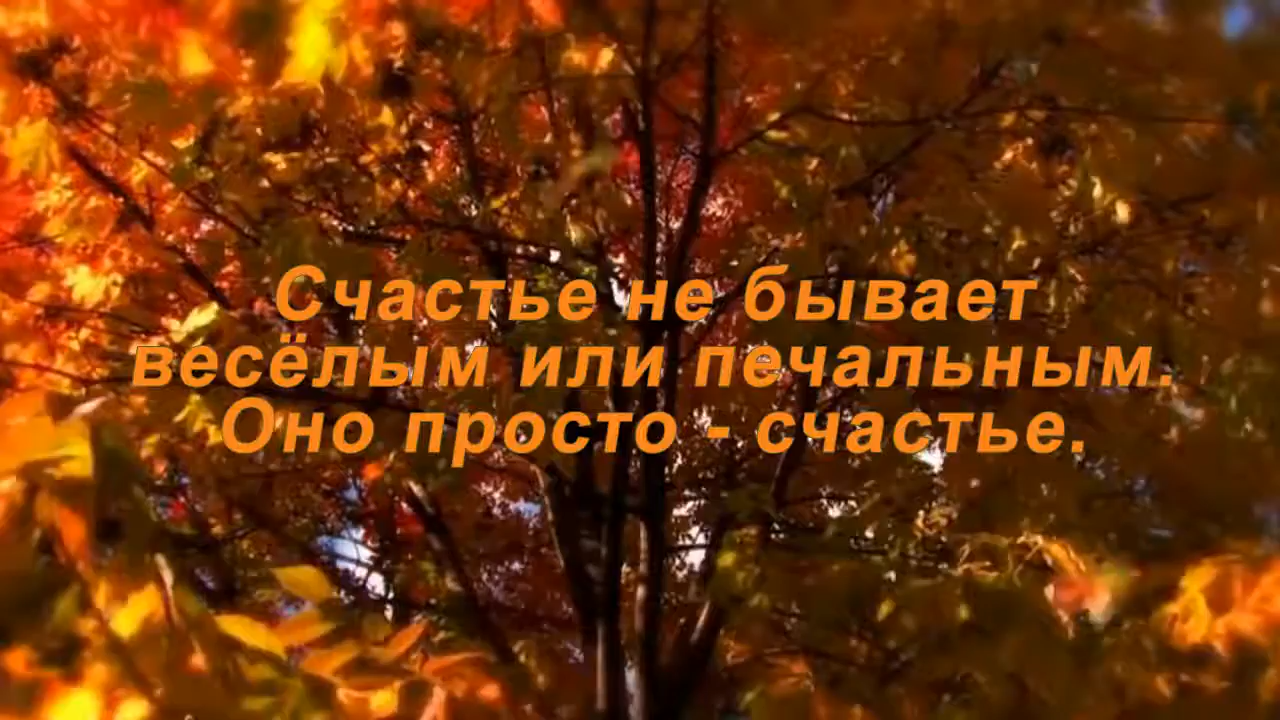 Счастье не бывает
весёлым или печальным.
Оно просто - счастье.